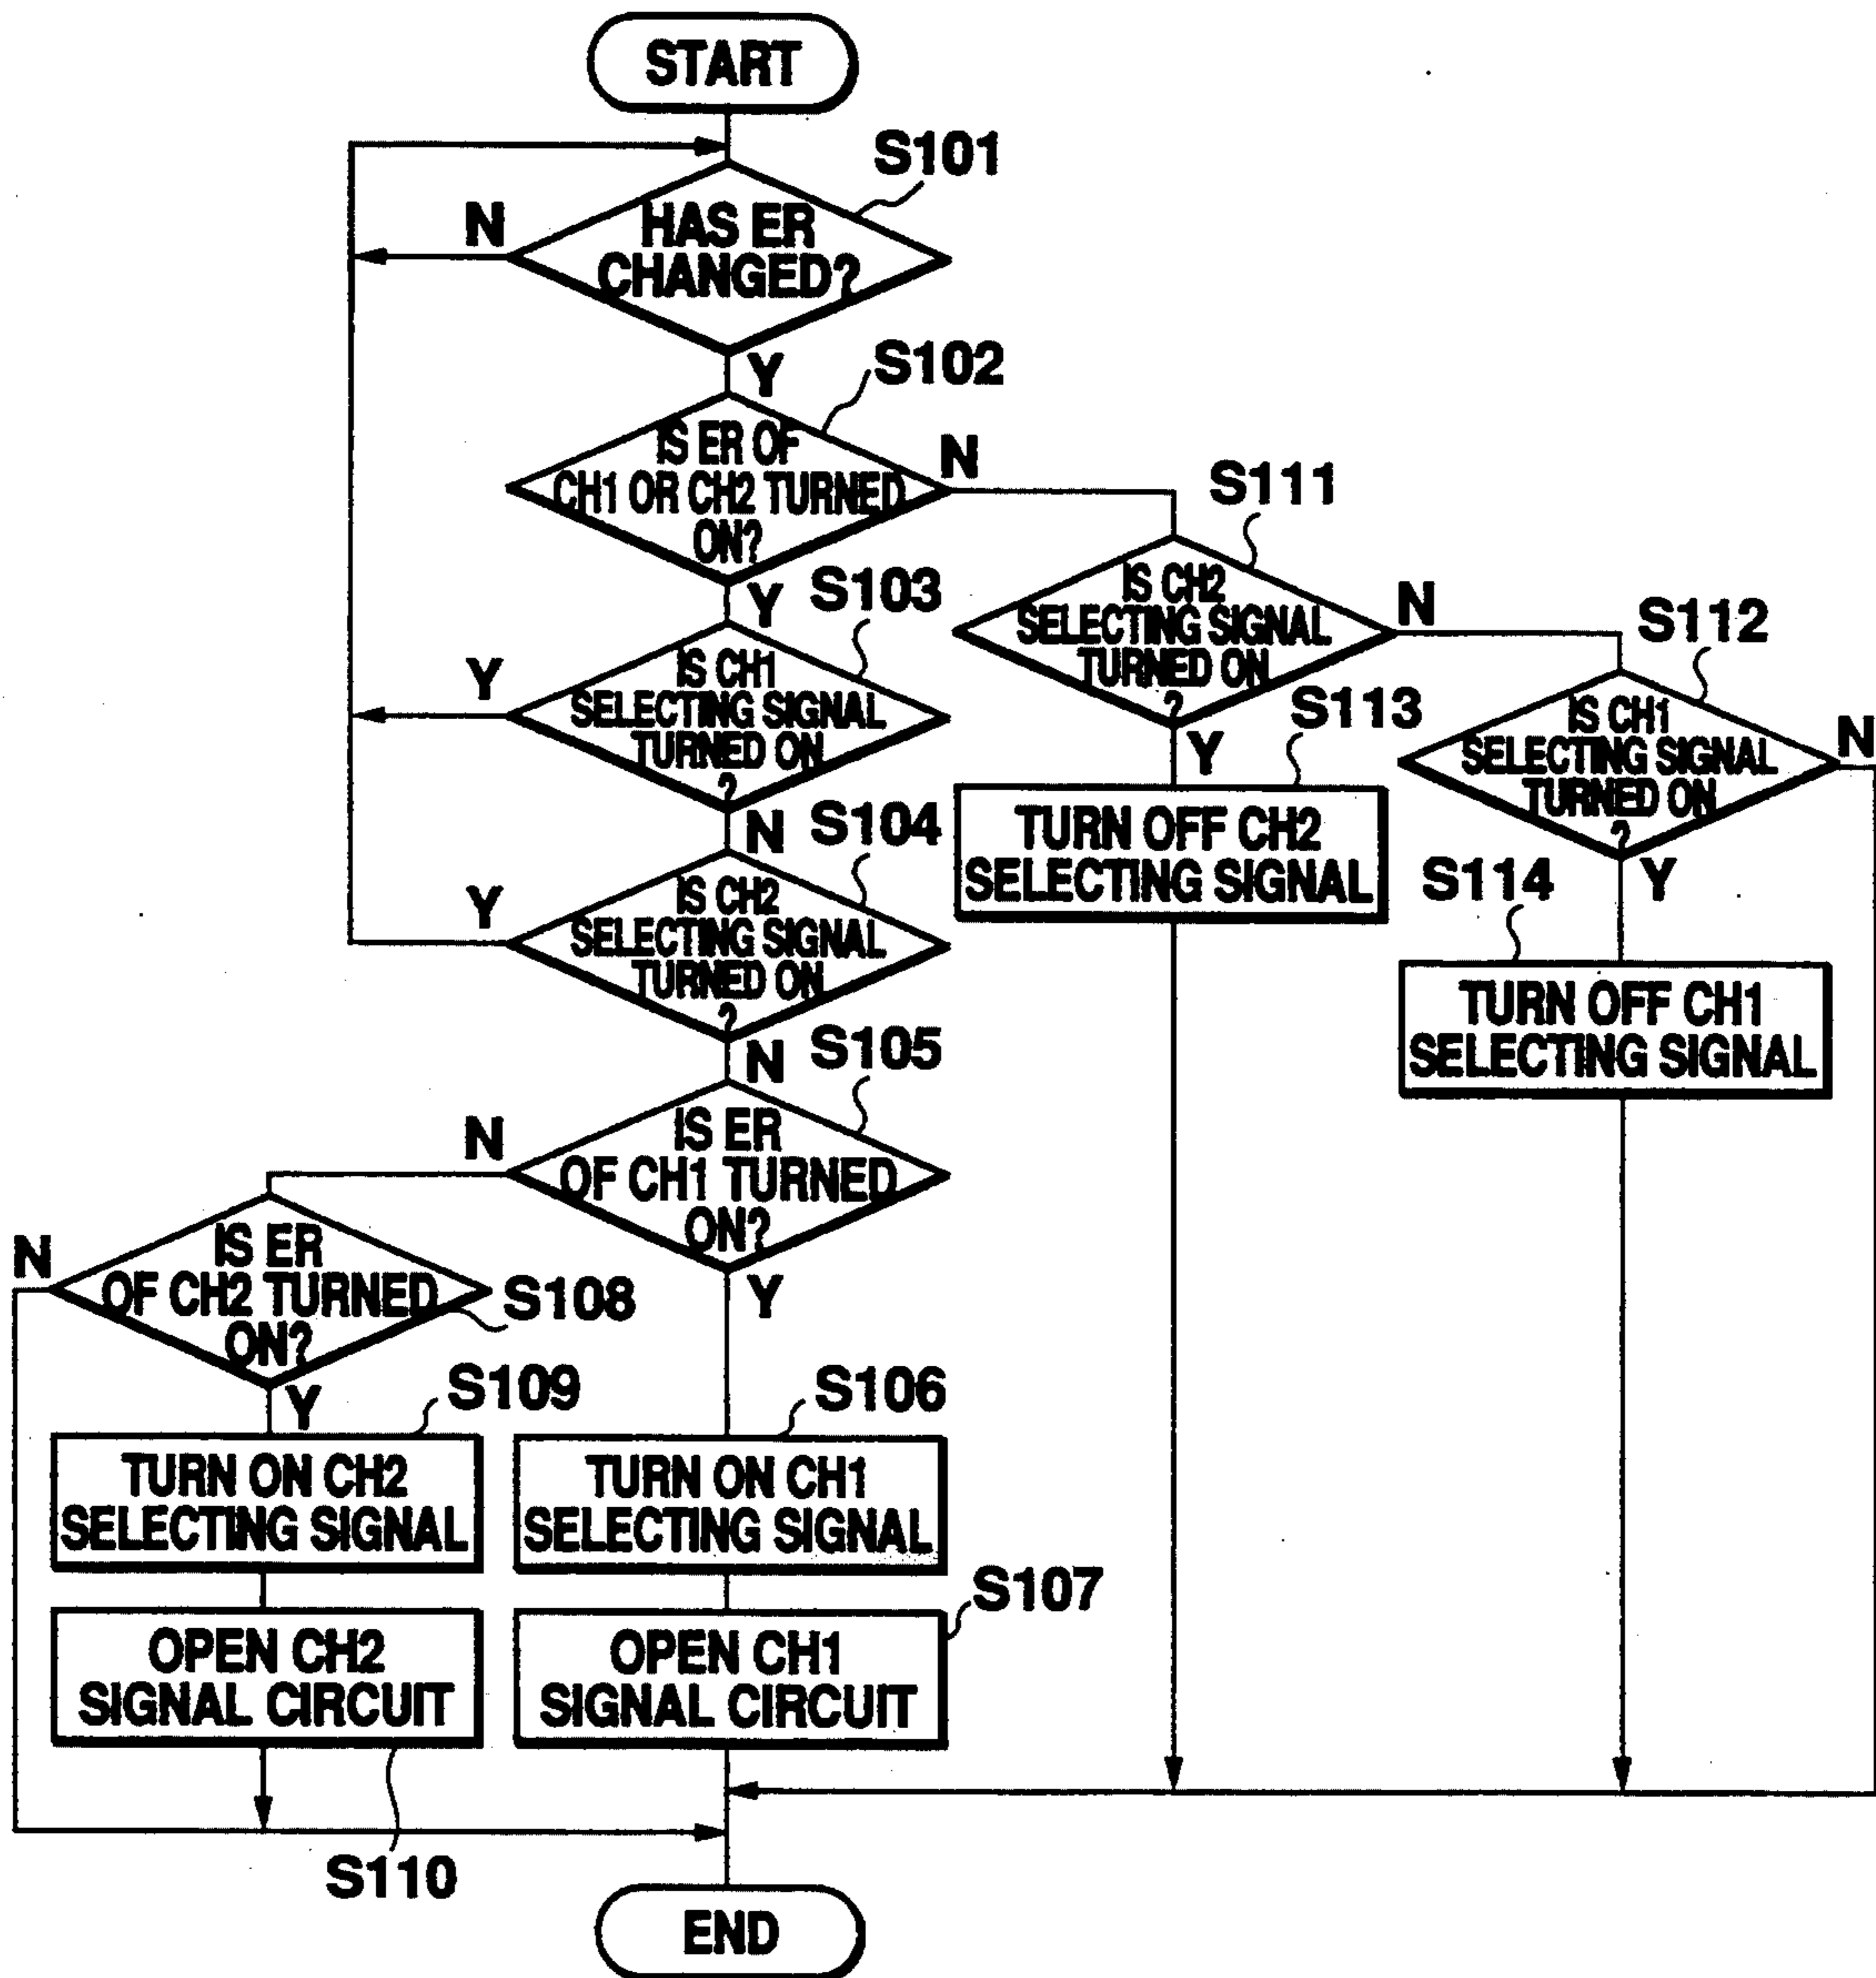 START
S101
HAS ER
CHANGED?
N
Y
S102
IS ER OF
CH1 OR CH2 TURNED
ON?
N
Y
S103
IS CH1
SELECTING SIGNAL
TURNED ON
?
Y
N
S104
IS CH2
SELECTING SIGNAL
TURNED ON
?
Y
N
S105
IS ER
OF CH1 TURNED
ON?
N
Y
S106
TURN ON CH1
SELECTING SIGNAL
S107
OPEN CH1
SIGNAL CIRCUIT
S108
IS ER
OF CH2 TURNED
ON?
N
Y
S109
TURN ON CH2
SELECTING SIGNAL
OPEN CH2
SIGNAL CIRCUIT
S110
S111
IS CH2
SELECTING SIGNAL
TURNED ON
?
N
Y
S113
TURN OFF CH2
SELECTING SIGNAL
S112
IS CH1
SELECTING SIGNAL
TURNED ON
?
N
Y
S114
TURN OFF CH1
SELECTING SIGNAL
END